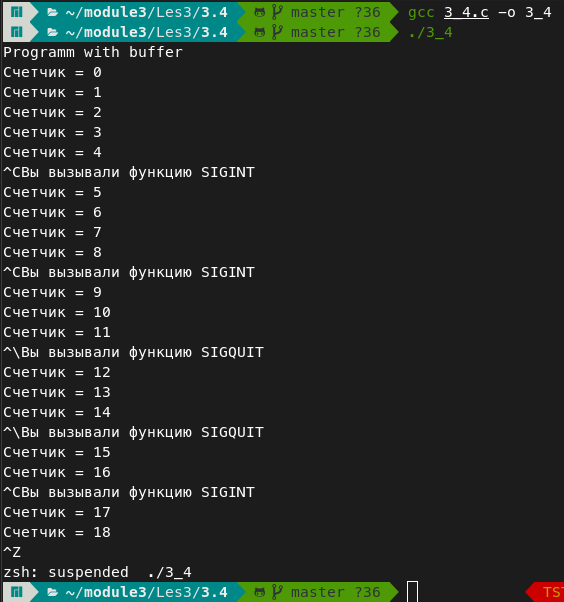 ~/module3/Les3/3.4 master ?36 gcc 3_4.c -o 3_4
~/module3/Les3/3.4 master ?36 ./3_4
Programm with buffer
Счетчик = 0
Счетчик = 1
Счетчик = 2
Счетчик = 3
Счетчик = 4
^CВы вызывали функцию SIGINT
Счетчик = 5
Счетчик = 6
Счетчик = 7
Счетчик = 8
^CВы вызывали функцию SIGINT
Счетчик = 9
Счетчик = 10
Счетчик = 11
^\Вы вызывали функцию SIGQUIT
Счетчик = 12
Счетчик = 13
Счетчик = 14
^\Вы вызывали функцию SIGQUIT
Счетчик = 15
Счетчик = 16
^CВы вызывали функцию SIGINT
Счетчик = 17
Счетчик = 18
^Z
zsh: suspended ./3_4
~/module3/Les3/3.4 master ?36